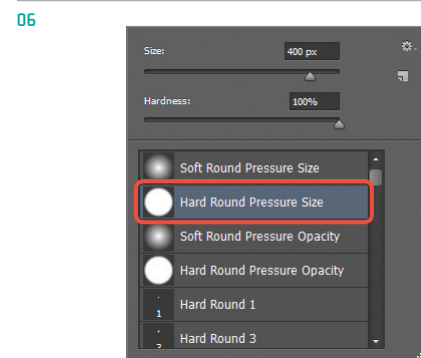 06
Size: 400 px
Hardness: 100%
Soft Round Pressure Size
Hard Round Pressure Size
Soft Round Pressure Opacity
Hard Round Pressure Opacity
1 Hard Round 1
Hard Round 3